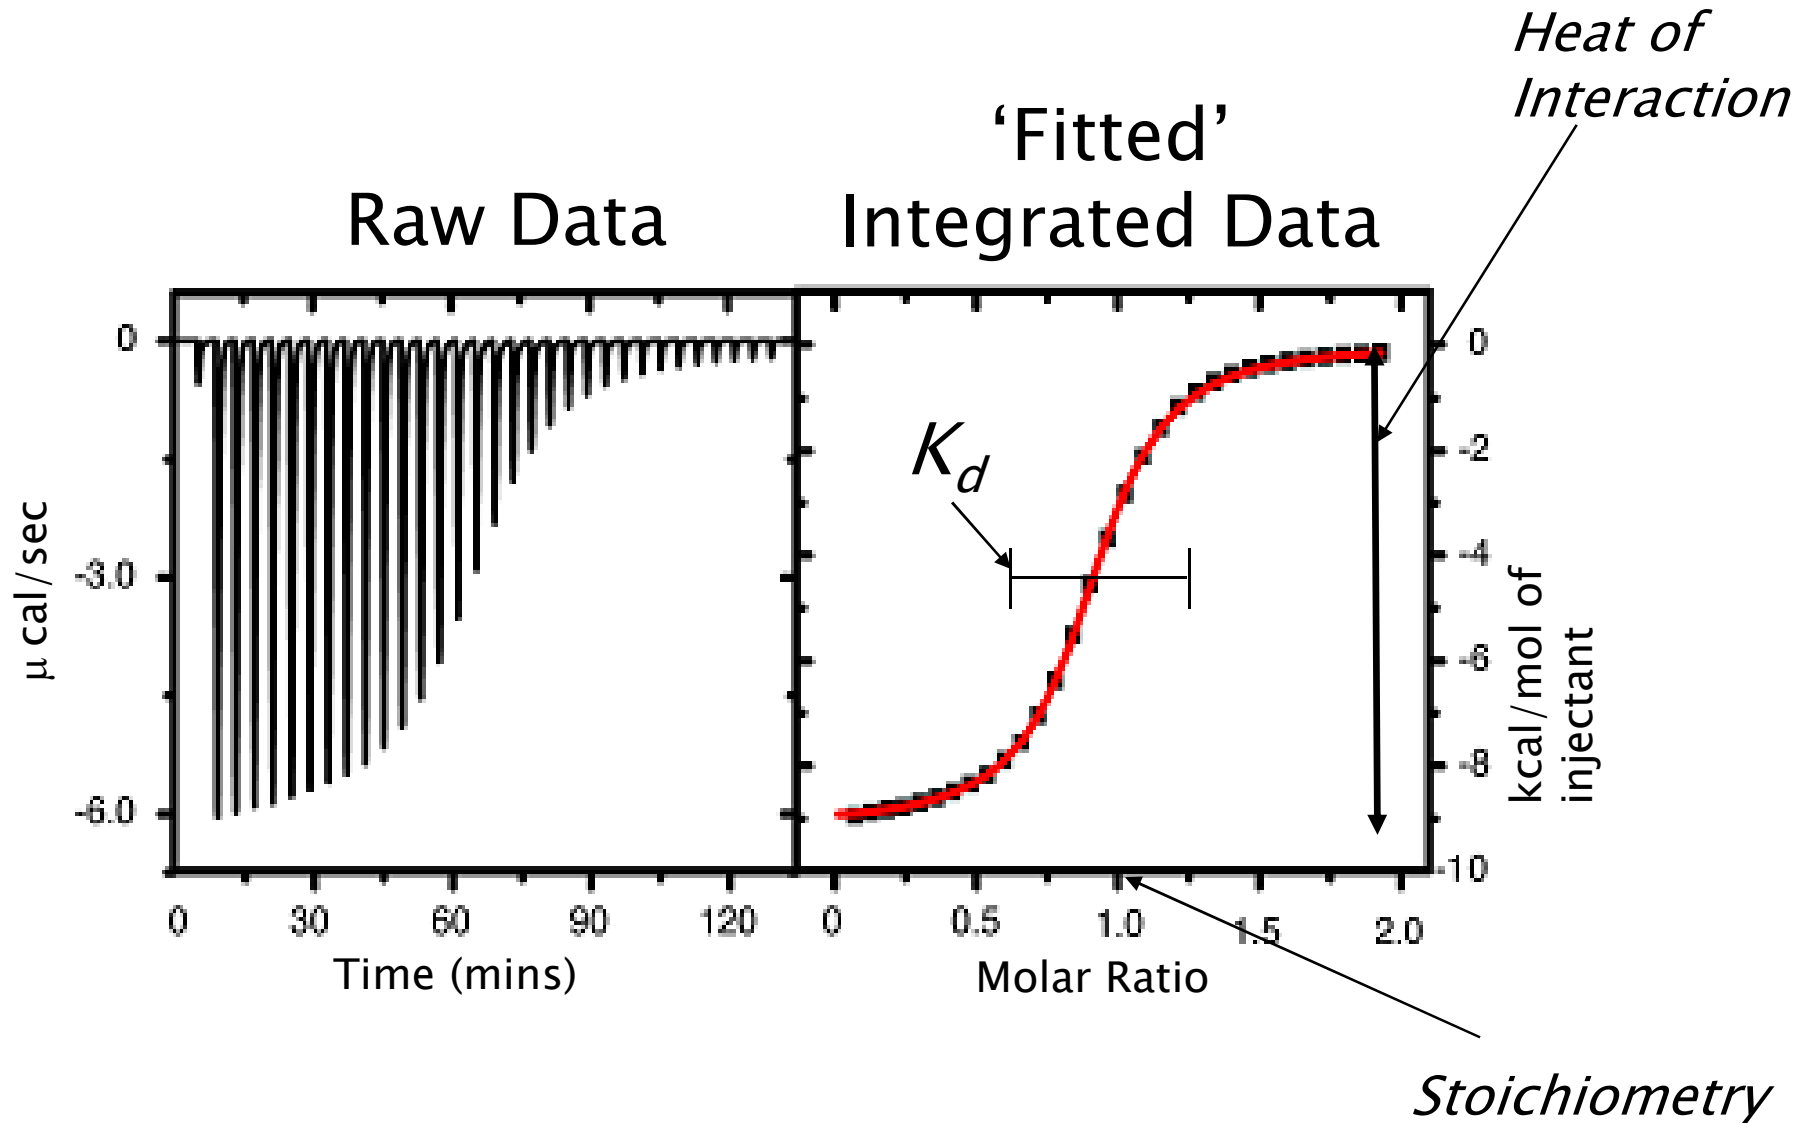 Heat of
Interaction
‘Fitted’
Raw Data
Integrated Data
0
-3.0
-6.0
μ cal/sec
0 30 60 90 120
Time (mins)
K_d
0
-2
-4
-6
-8
-10
kcal/mol of
injectant
0 0.5 1.0 1.5 2.0
Molar Ratio
Stoichiometry